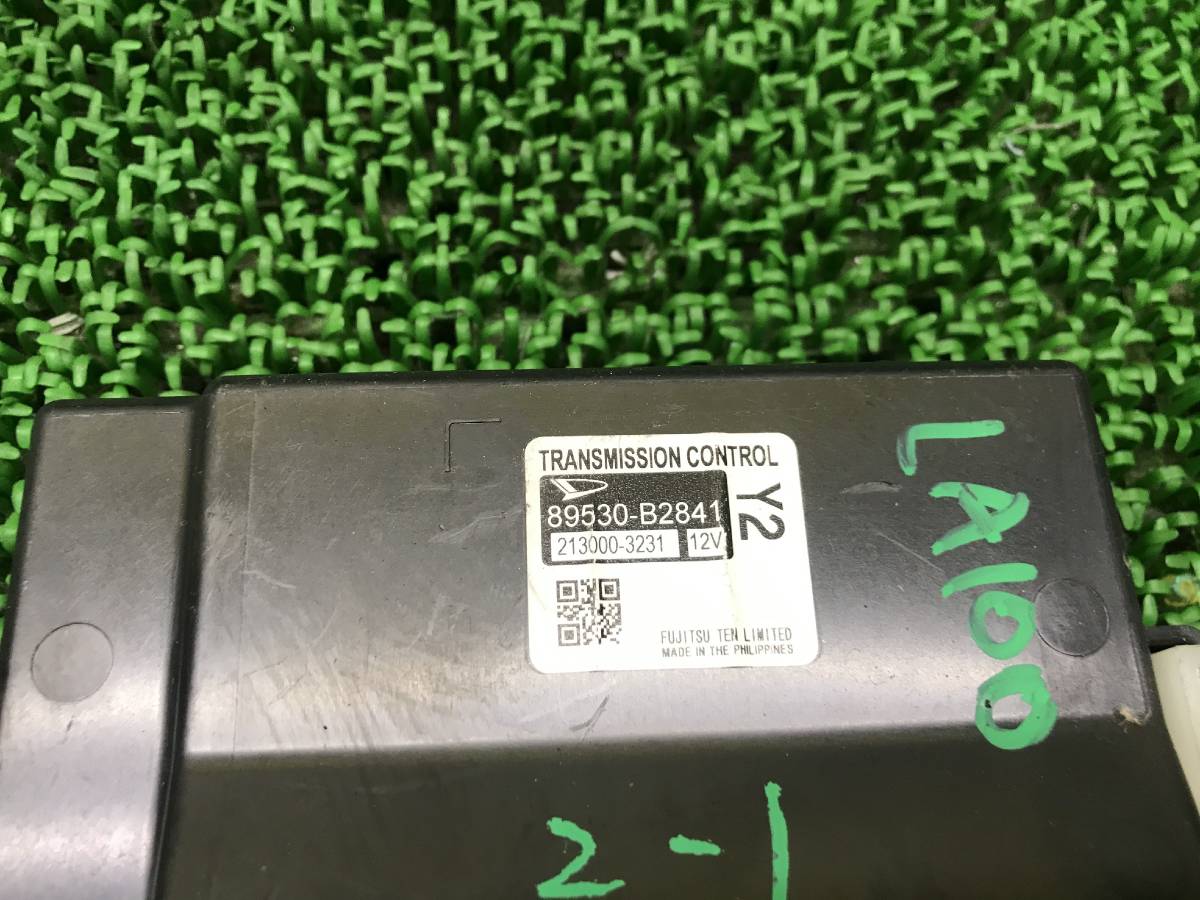 TRANSMISSION CONTROL
89530-B2841
213000-3231 12V
Y2
FUJITSU TEN LIMITED
MADE IN THE PHILIPPINES
LA100
2-1